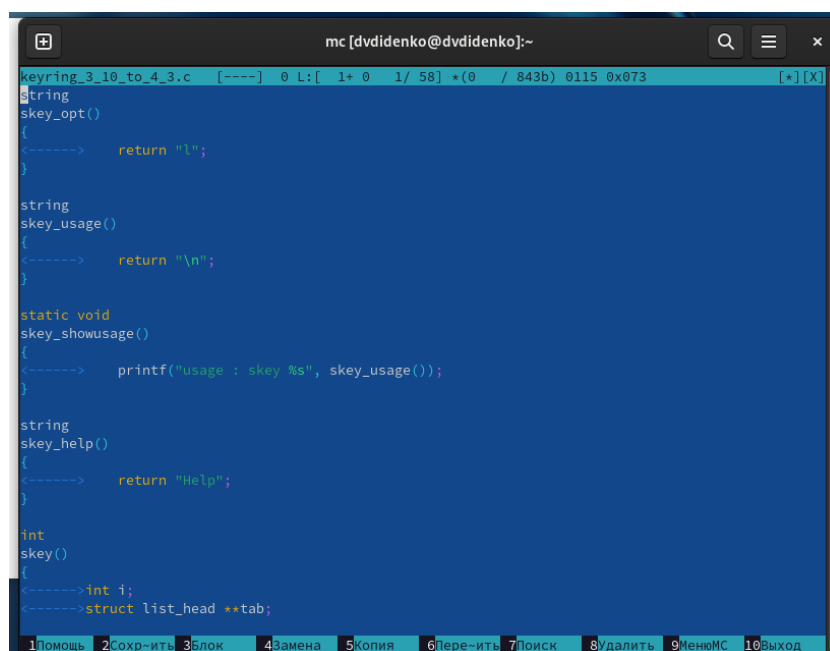 mc [dvdidenko@dvdidenko]:~
keyring_3_10_to_4_3.c [----] 0 L:[ 1+ 0 1/ 58] *(0 / 843b) 0115 0x073 [*][X]
string
skey_opt()
{
<------> return "l";
}
string
skey_usage()
{
<------> return "\n";
}
static void
skey_showusage()
{
<------> printf("usage : skey %s", skey_usage());
}
string
skey_help()
{
<------> return "Help";
}
int
skey()
{
<------>int i;
<------>struct list_head **tab;
1Помощь 2Сохр~ить 3Блок 4Замена 5Копия 6Пере~ить 7Поиск 8Удалить 9МенюMC 10Выход